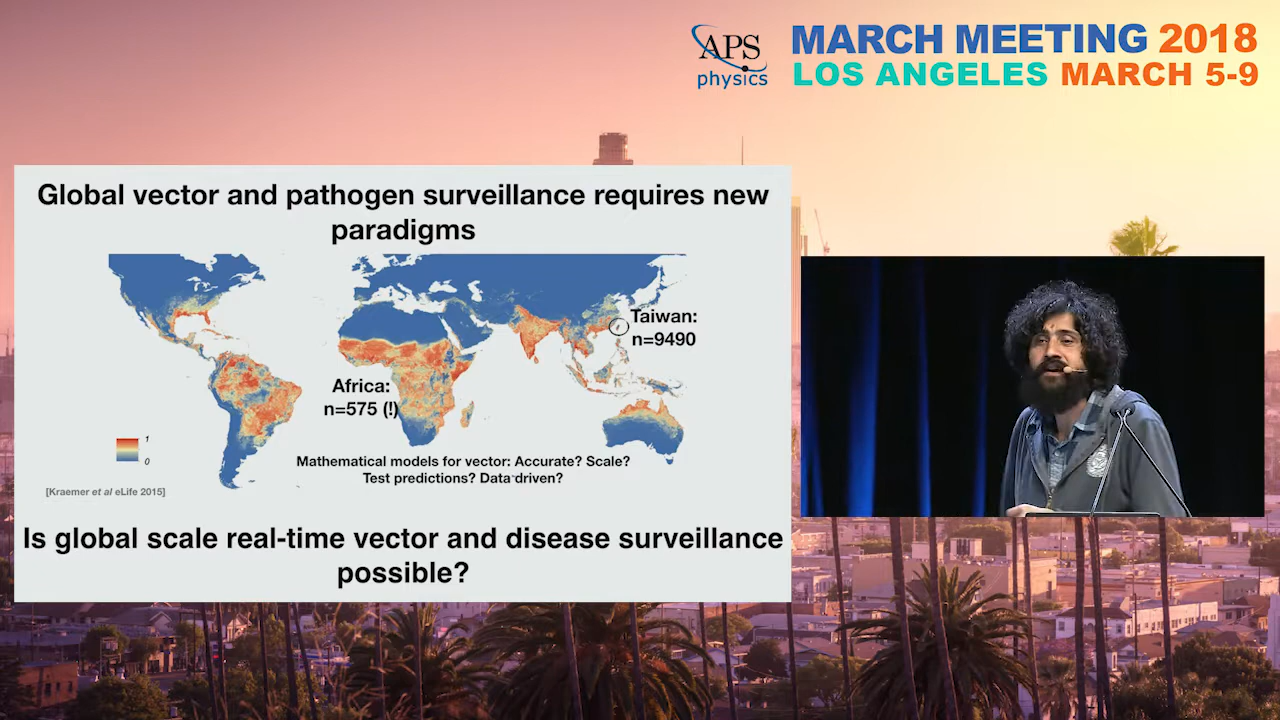 APS
physics
MARCH MEETING 2018
LOS ANGELES MARCH 5-9
Global vector and pathogen surveillance requires new
paradigms
Taiwan:
n=9490
Africa:
n=575 (!)
1
0
Mathematical models for vector: Accurate? Scale?
Test predictions? Data driven?
[Kraemer et al eLife 2015]
Is global scale real-time vector and disease surveillance
possible?